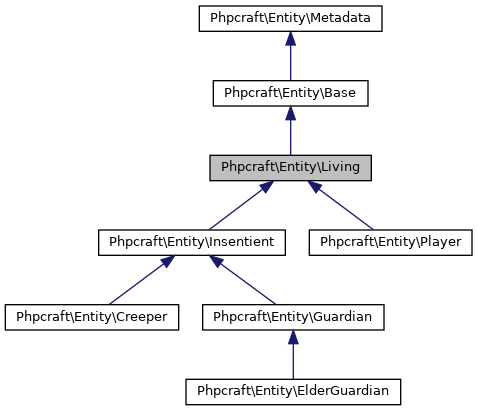 Phpcraft\Entity\Metadata
Phpcraft\Entity\Base
Phpcraft\Entity\Living
Phpcraft\Entity\Insentient
Phpcraft\Entity\Player
Phpcraft\Entity\Creeper
Phpcraft\Entity\Guardian
Phpcraft\Entity\ElderGuardian